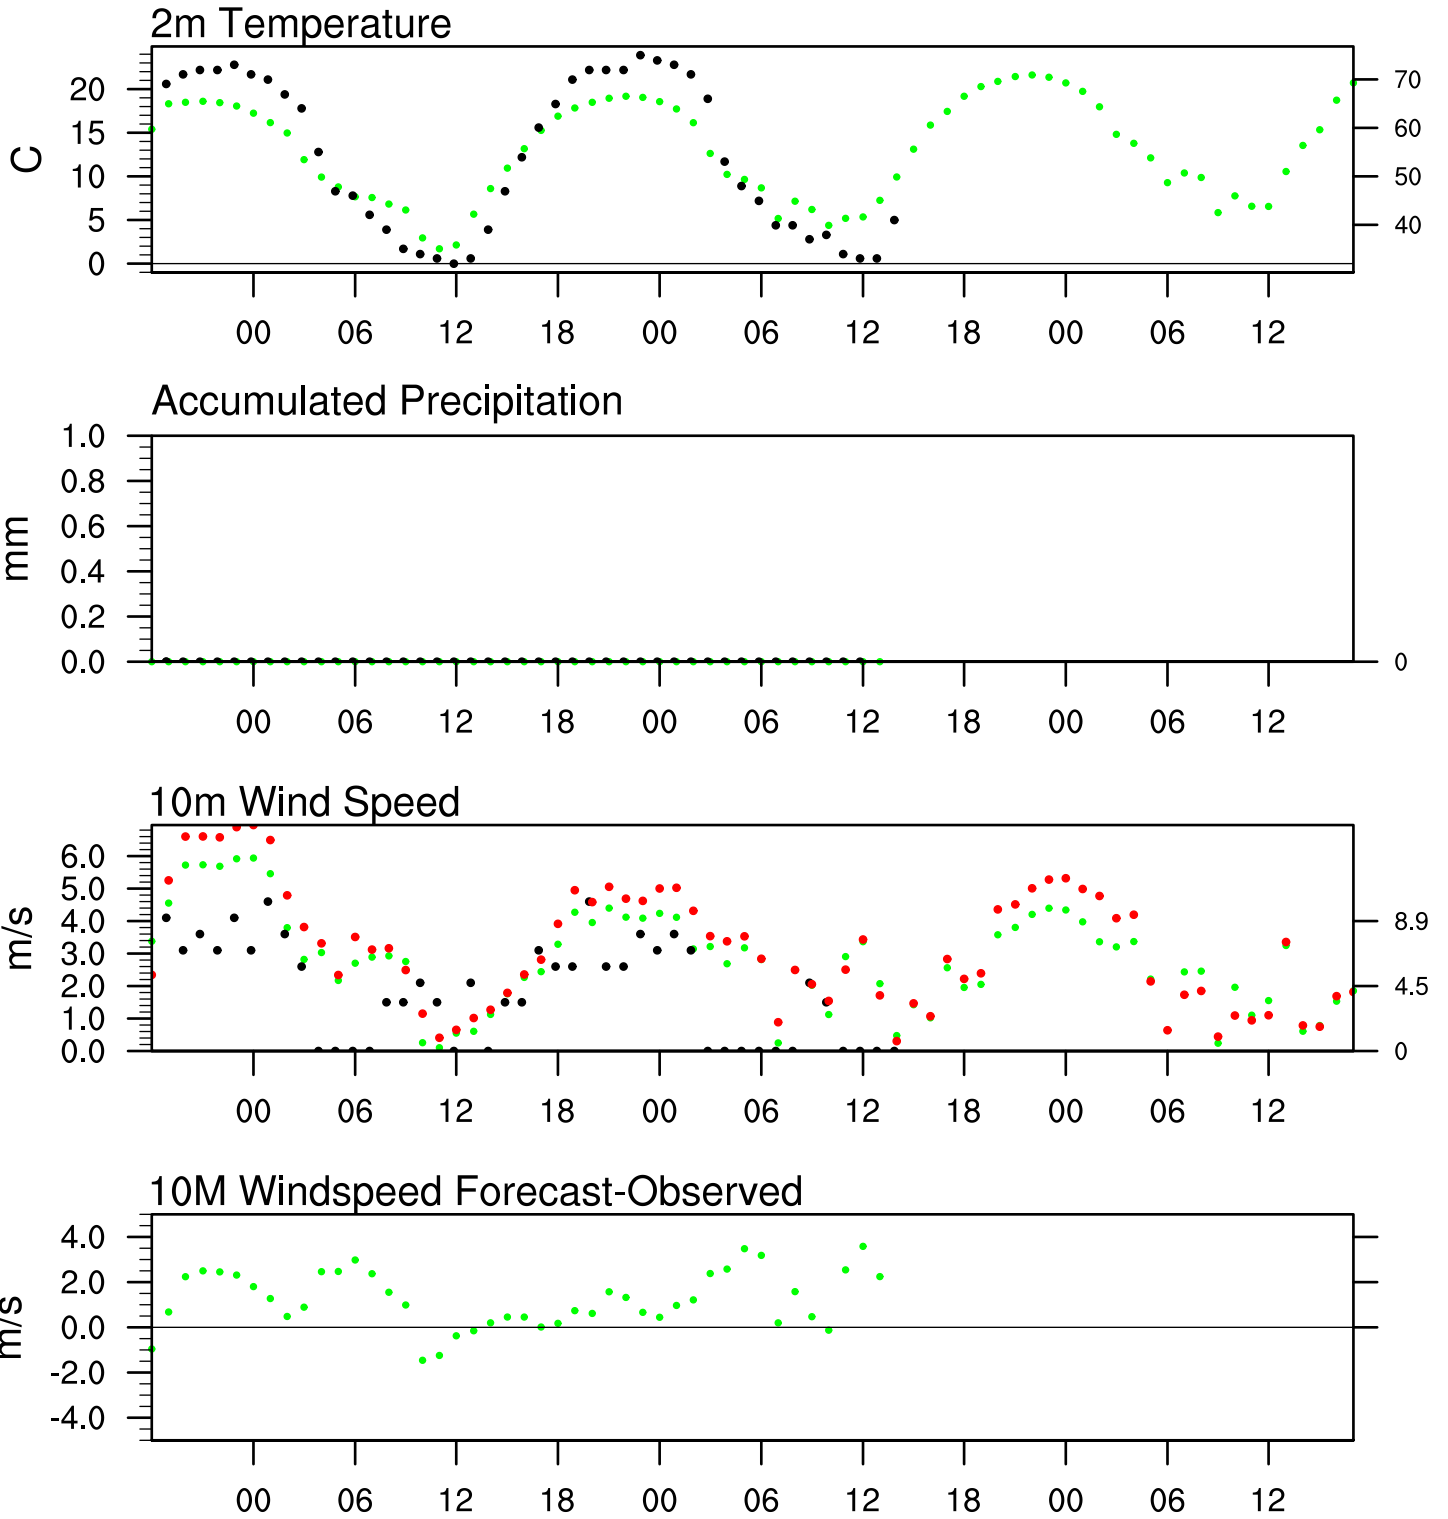 2m Temperature
20
15
10
5
0
C
70
60
50
40
00 06 12 18 00 06 12 18 00 06 12
Accumulated Precipitation
1.0
0.8
0.6
0.4
0.2
0.0
mm
0
00 06 12 18 00 06 12 18 00 06 12
10m Wind Speed
6.0
5.0
4.0
3.0
2.0
1.0
0.0
m/s
8.9
4.5
0
00 06 12 18 00 06 12 18 00 06 12
10M Windspeed Forecast-Observed
4.0
2.0
0.0
-2.0
-4.0
m/s
00 06 12 18 00 06 12 18 00 06 12